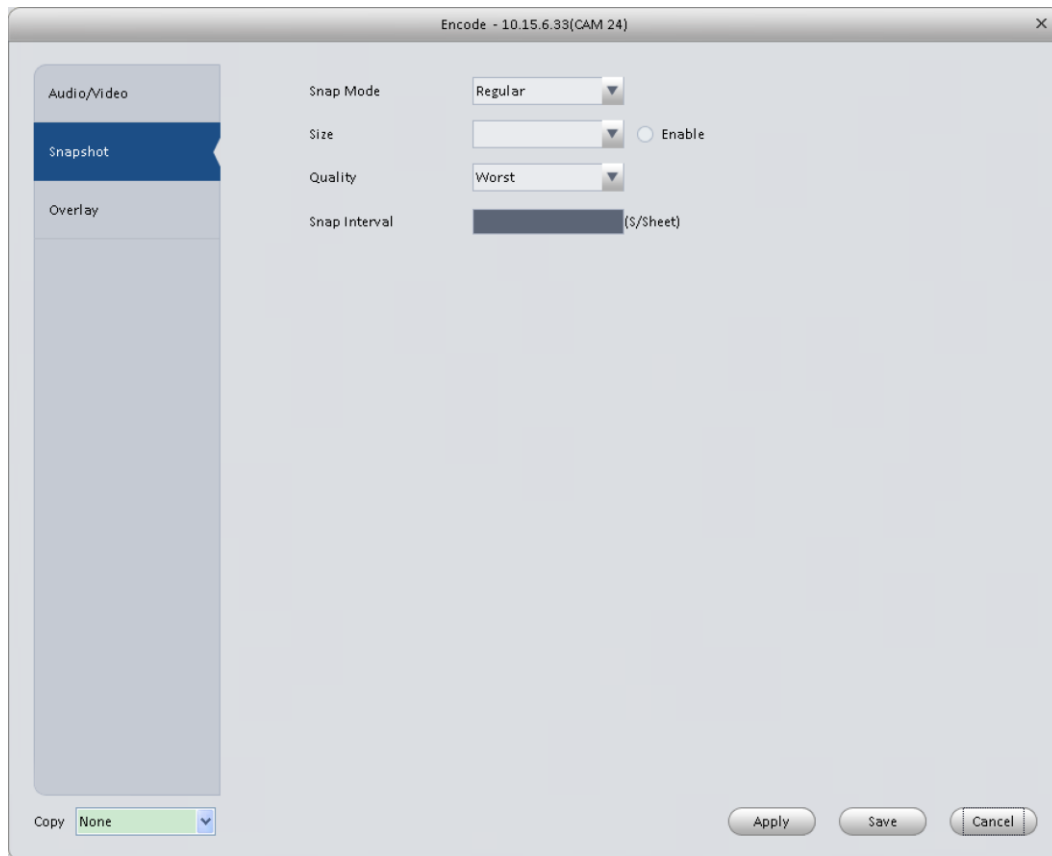 Encode - 10.15.6.33(CAM 24)
Audio/Video
Snapshot
Overlay
Snap Mode Regular
Size Enable
Quality Worst
Snap Interval (S/Sheet)
Copy None Apply Save Cancel